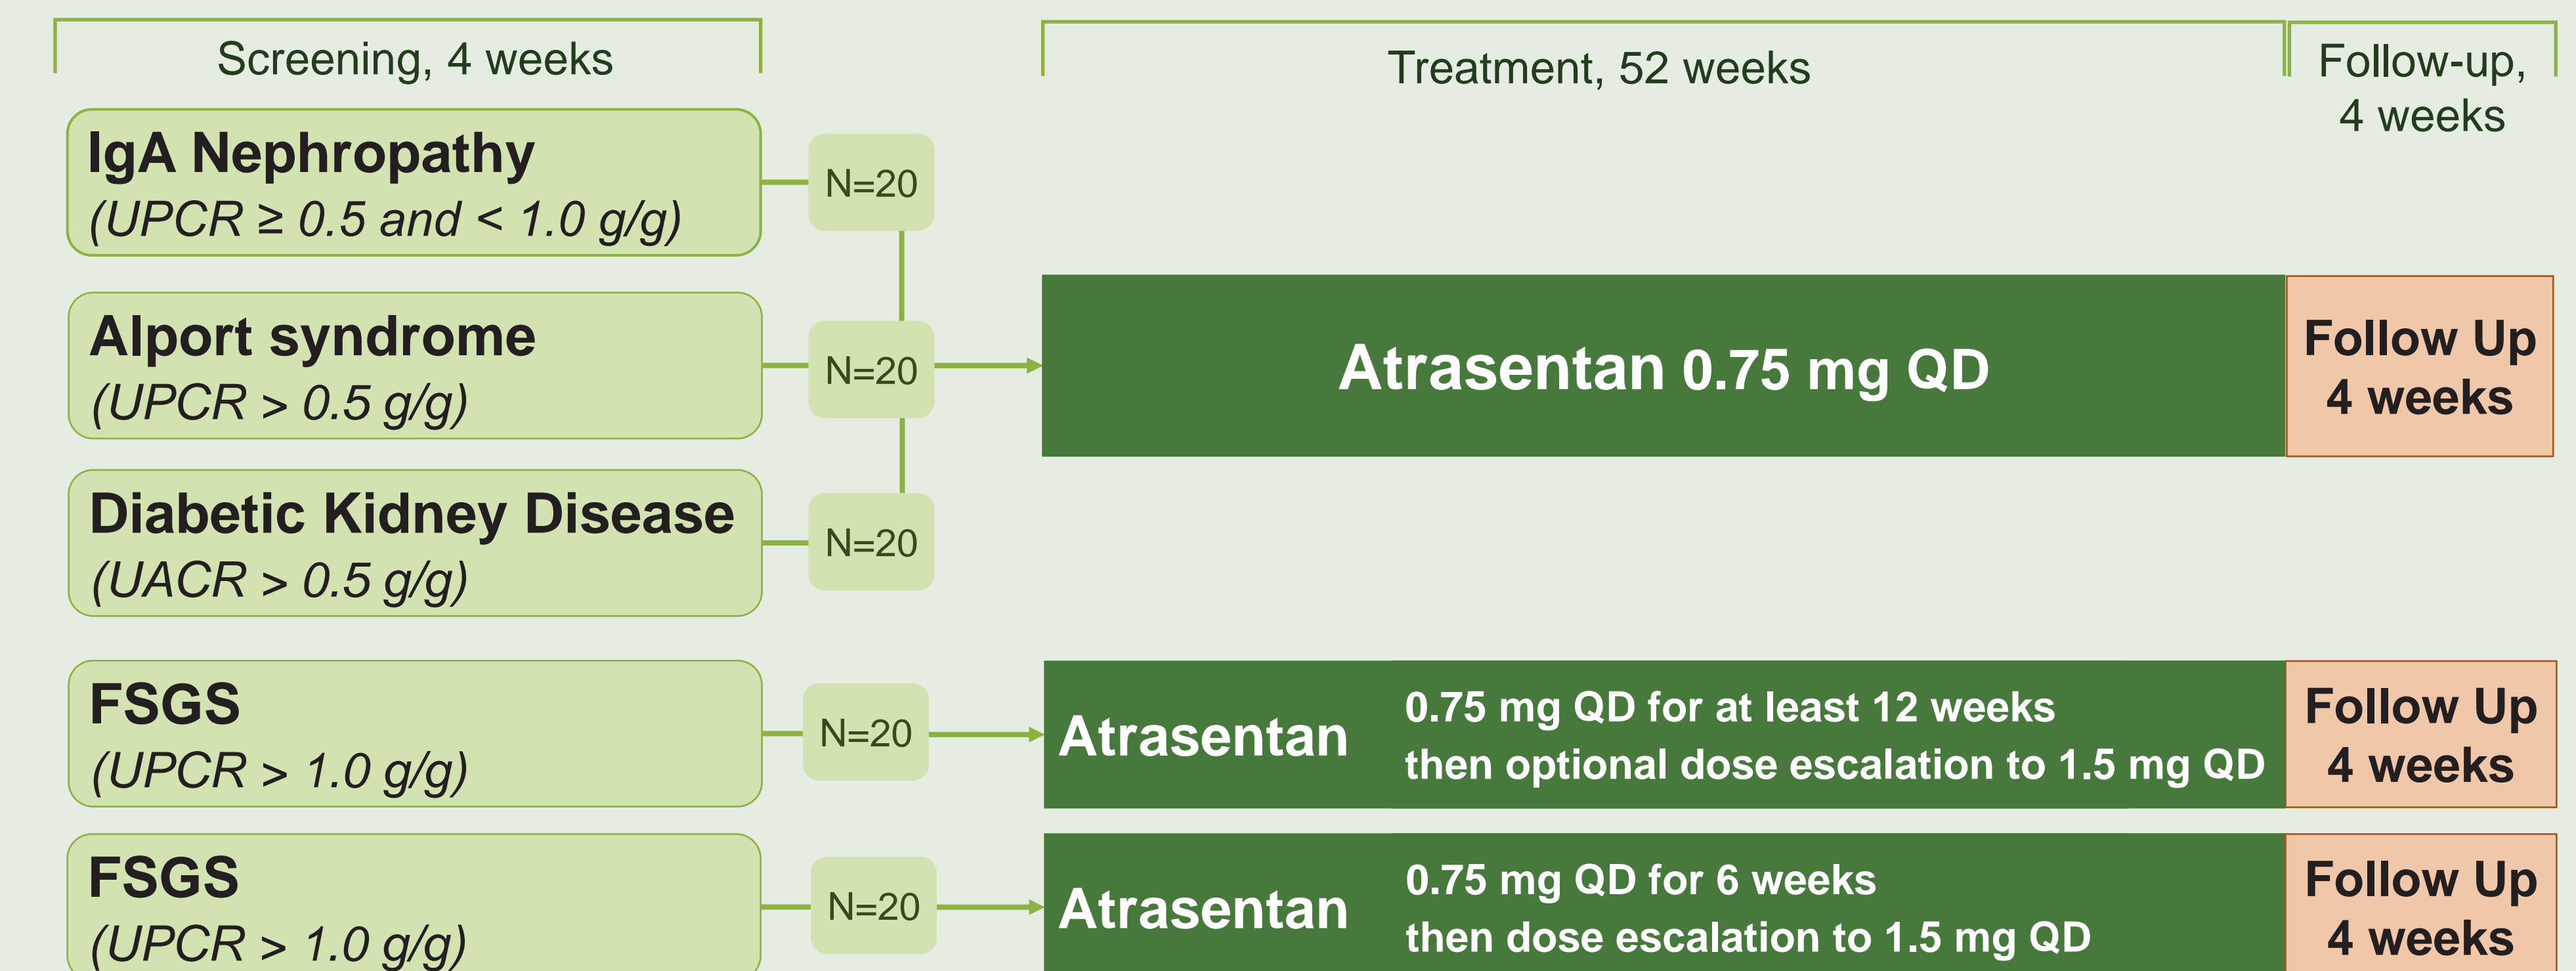 Screening, 4 weeks
Treatment, 52 weeks
Follow-up,
4 weeks
IgA Nephropathy
(UPCR ≥ 0.5 and < 1.0 g/g)
N=20
Alport syndrome
(UPCR > 0.5 g/g)
N=20
Atrasentan 0.75 mg QD
Follow Up
4 weeks
Diabetic Kidney Disease
(UACR > 0.5 g/g)
N=20
FSGS
(UPCR > 1.0 g/g)
N=20
Atrasentan
0.75 mg QD for at least 12 weeks
then optional dose escalation to 1.5 mg QD
Follow Up
4 weeks
FSGS
(UPCR > 1.0 g/g)
N=20
Atrasentan
0.75 mg QD for 6 weeks
then dose escalation to 1.5 mg QD
Follow Up
4 weeks